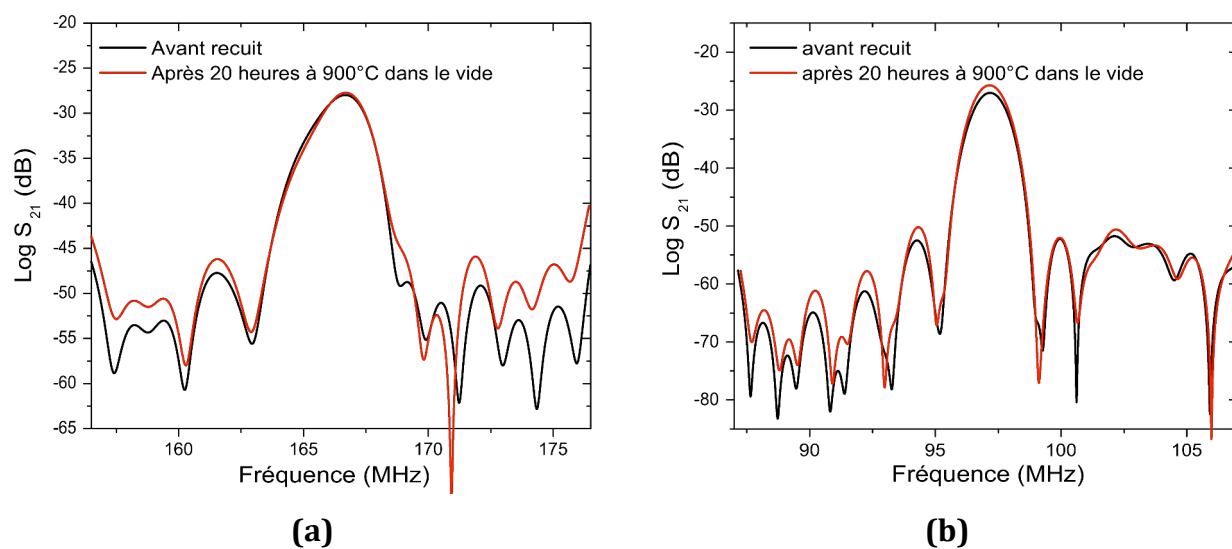 -20
-25
-30
-35
-40
-45
-50
-55
-60
-65
Log S21 (dB)
Avant recuit
Après 20 heures à 900°C dans le vide
160
165
170
175
Fréquence (MHz)
(a)
-20
-30
-40
-50
-60
-70
-80
Log S21 (dB)
avant recuit
après 20 heures à 900°C dans le vide
90
95
100
105
Fréquence (MHz)
(b)